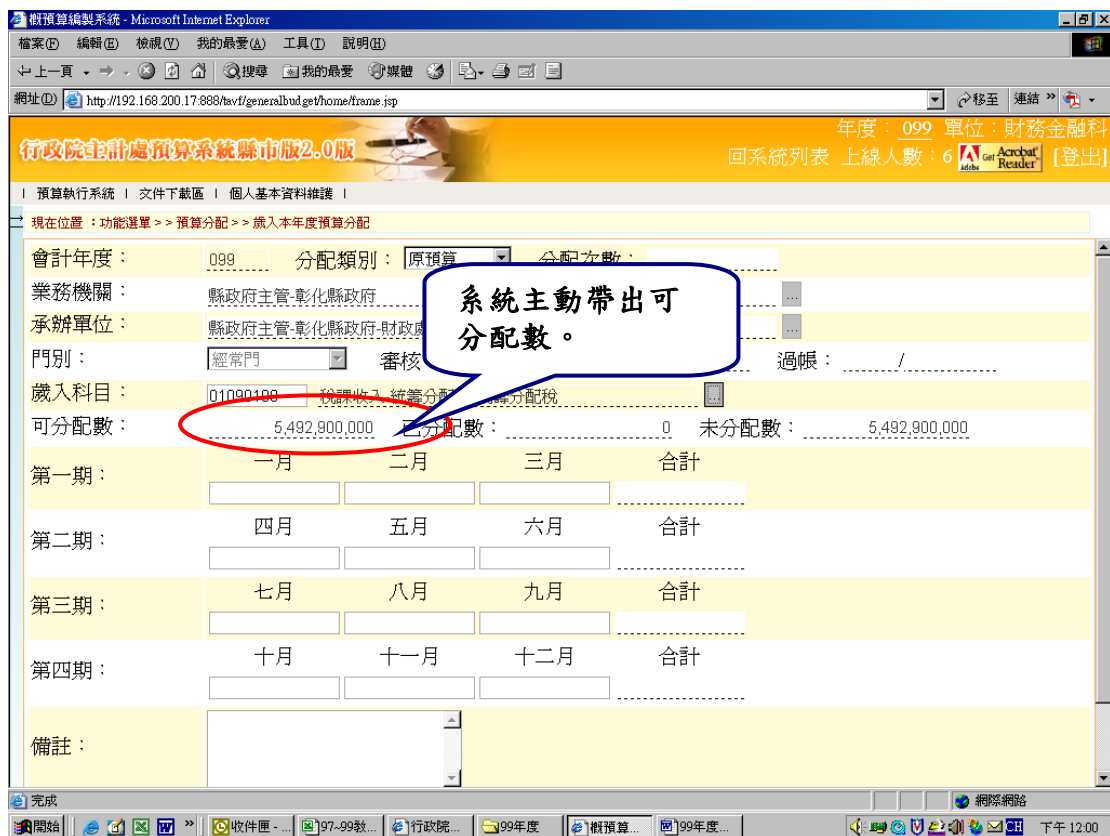 概預算編製系統 - Microsoft Internet Explorer
檔案(F) 編輯(E) 檢視(V) 我的最愛(A) 工具(T) 說明(H)
上一頁 搜尋 我的最愛 媒體
網址(D) http://192.168.200.17:888/tavf/generalbudget/home/frame.jsp 移至 連結 »
行政院主計處預算系統縣市版2.0版
年度：099 單位：財務金融科
回系統列表 上線人數：6 Adobe Get Acrobat Reader [登出]
| 預算執行系統 | 文件下載區 | 個人基本資料維護 |
現在位置：功能選單>>預算分配>>歲入本年度預算分配
會計年度： 099 分配類別： 原預算 分配次數：
業務機關： 縣政府主管-彰化縣政府 ...
系統主動帶出可
分配數。
承辦單位： 縣政府主管-彰化縣政府-財政處 ...
門別： 經常門 審核 過帳： /
歲入科目： 01090100 稅課收入-統籌分配 統籌分配稅 ...
可分配數： 5,492,900,000 已分配數： 0 未分配數： 5,492,900,000
一月 二月 三月 合計
第一期：
四月 五月 六月 合計
第二期：
七月 八月 九月 合計
第三期：
十月 十一月 十二月 合計
第四期：
備註：
完成 網際網路
開始 » 收件匣 - ... 97~99教... 行政院... 99年度 概預算... 99年度... CH 下午 12:00